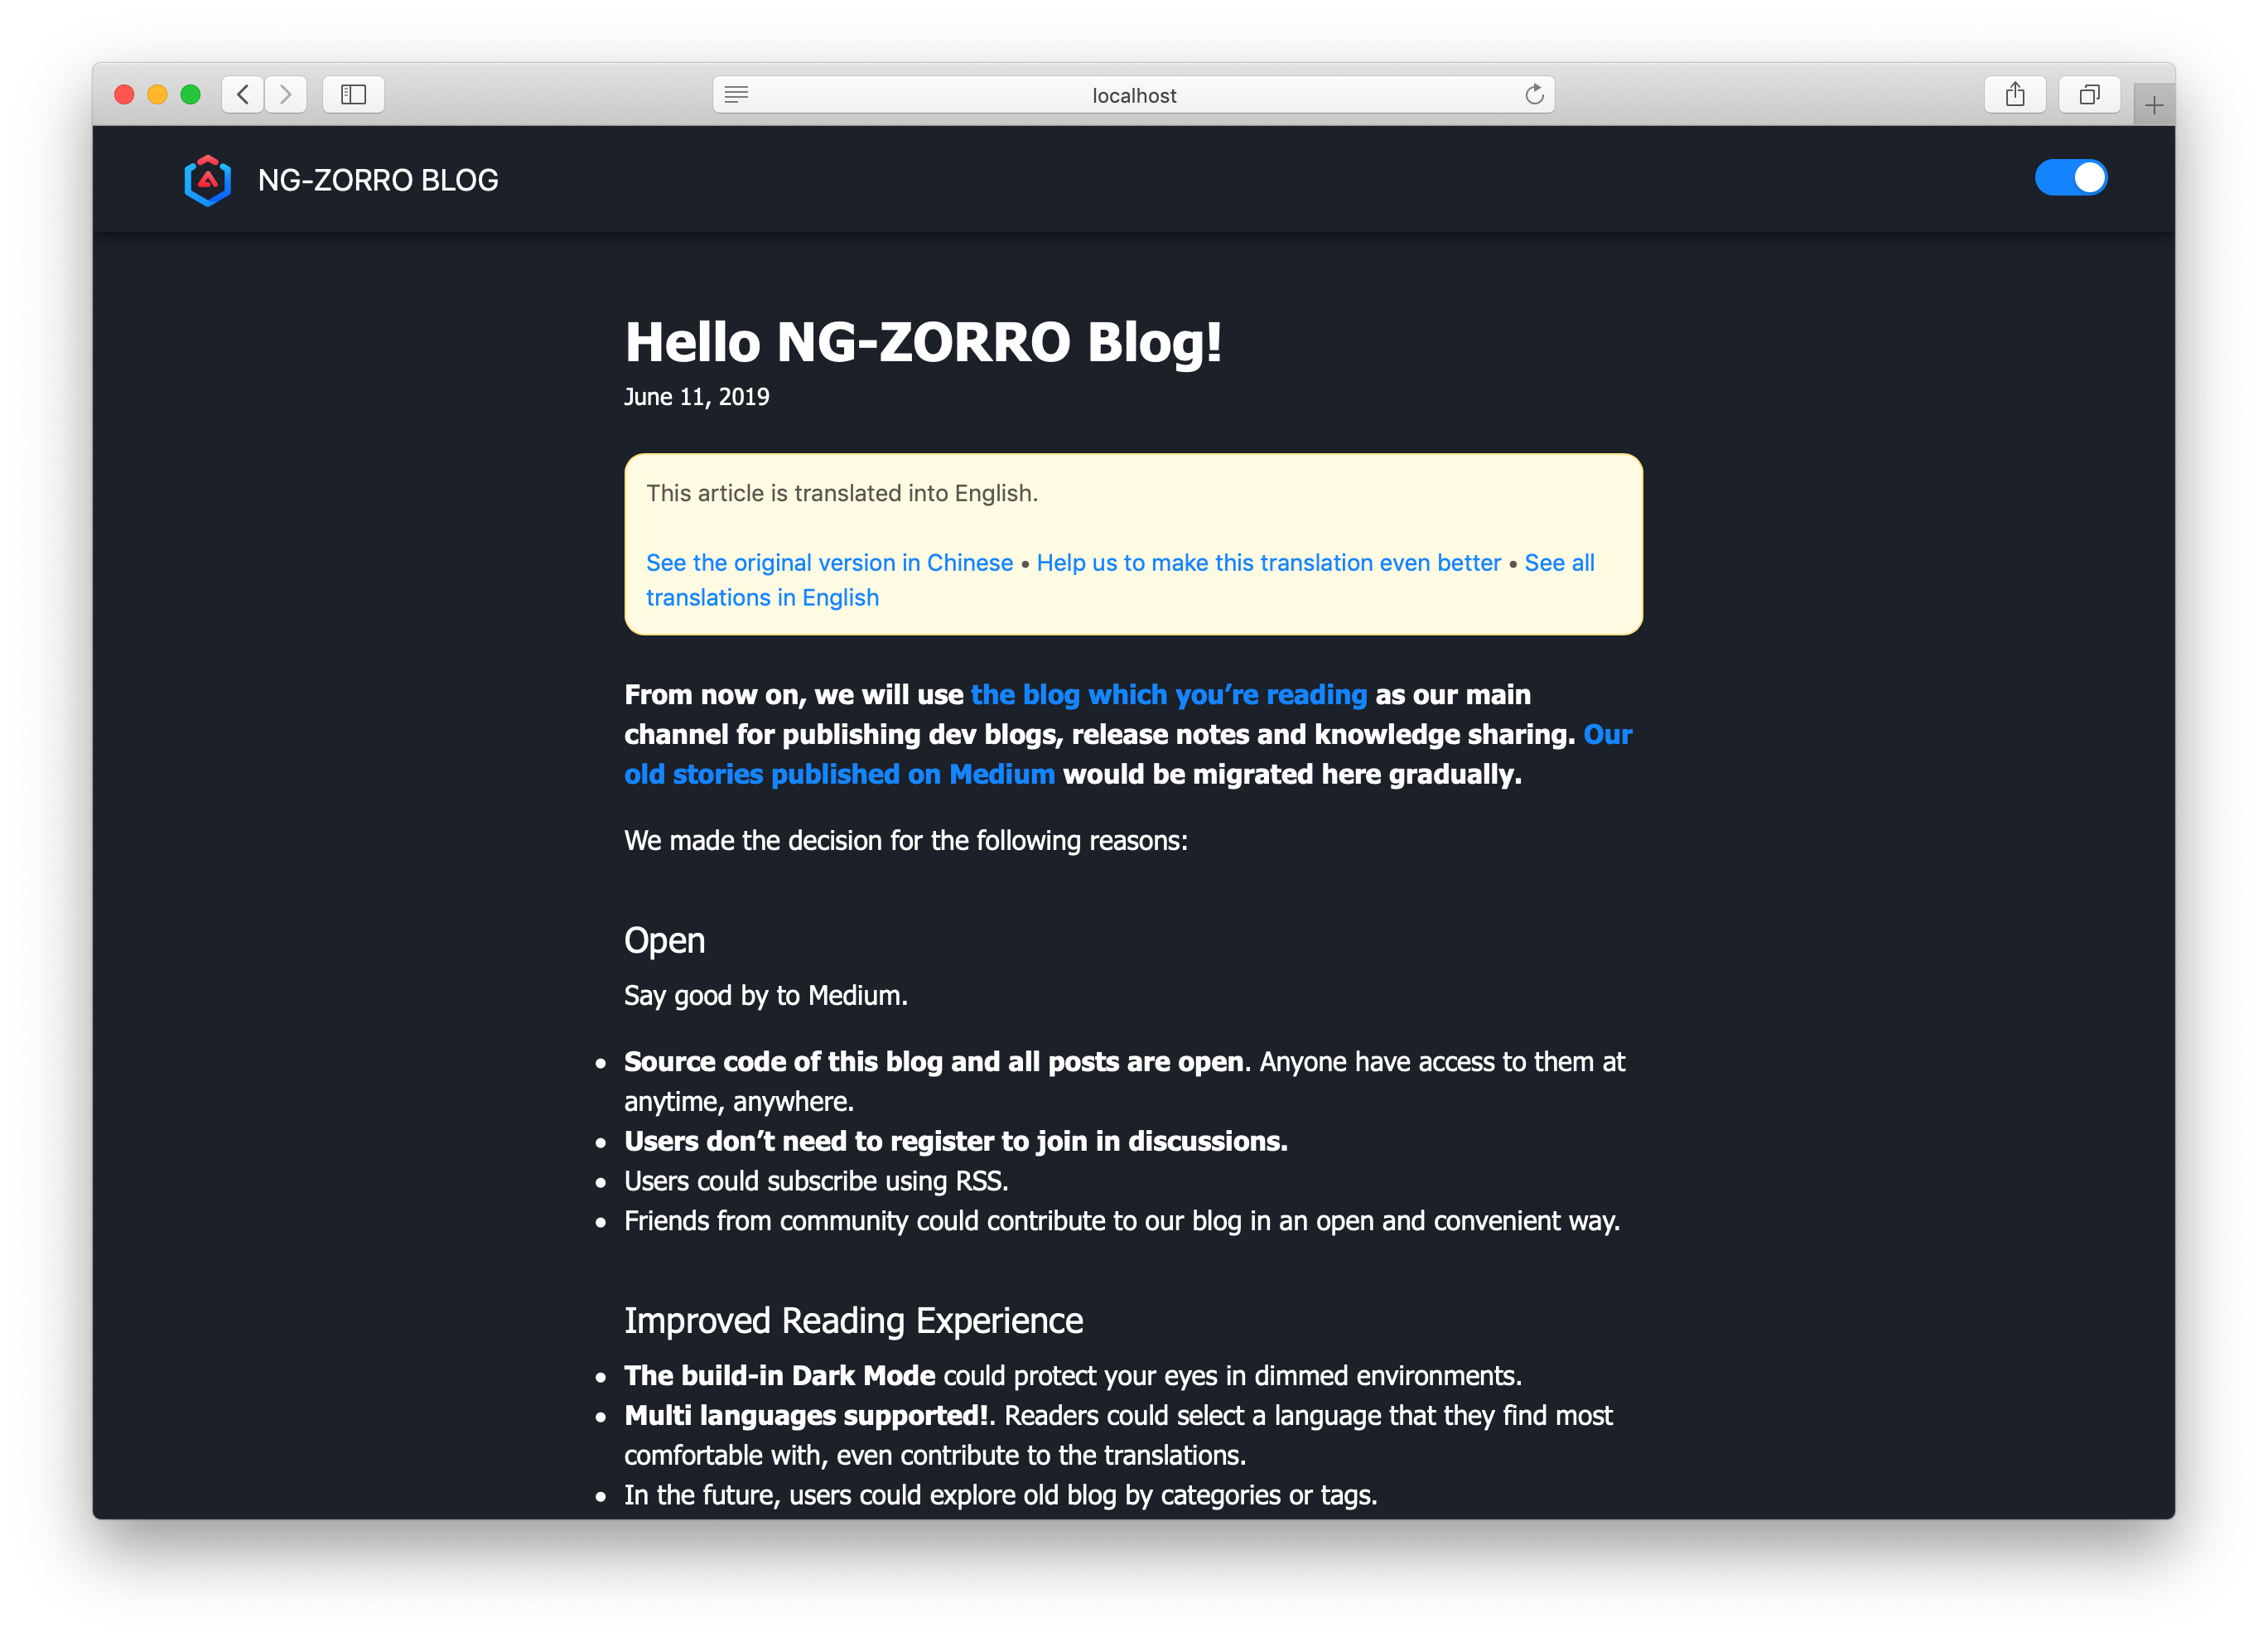 localhost
NG-ZORRO BLOG
Hello NG-ZORRO Blog!
June 11, 2019
This article is translated into English.
See the original version in Chinese • Help us to make this translation even better • See all
translations in English
From now on, we will use the blog which you’re reading as our main
channel for publishing dev blogs, release notes and knowledge sharing. Our
old stories published on Medium would be migrated here gradually.
We made the decision for the following reasons:
Open
Say good by to Medium.
• Source code of this blog and all posts are open. Anyone have access to them at
anytime, anywhere.
• Users don’t need to register to join in discussions.
• Users could subscribe using RSS.
• Friends from community could contribute to our blog in an open and convenient way.
Improved Reading Experience
• The build-in Dark Mode could protect your eyes in dimmed environments.
• Multi languages supported!. Readers could select a language that they find most
comfortable with, even contribute to the translations.
• In the future, users could explore old blog by categories or tags.